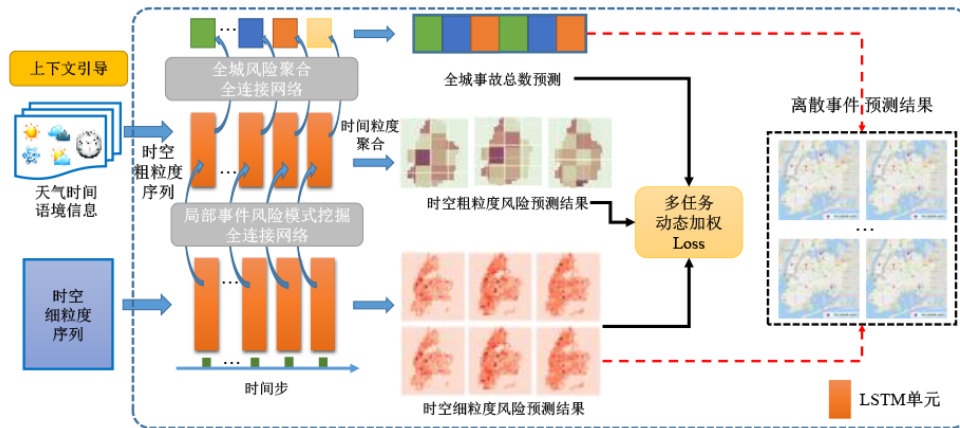 上下文引导
天气时间
语境信息
时空
细粒度
序列
全城风险聚合
全连接网络
时空
粗粒度
序列
局部事件风险模式挖掘
全连接网络
时间步
时间粒度
聚合
全城事故总数预测
时空粗粒度风险预测结果
时空细粒度风险预测结果
多任务
动态加权
Loss
离散事件 预测结果
LSTM单元